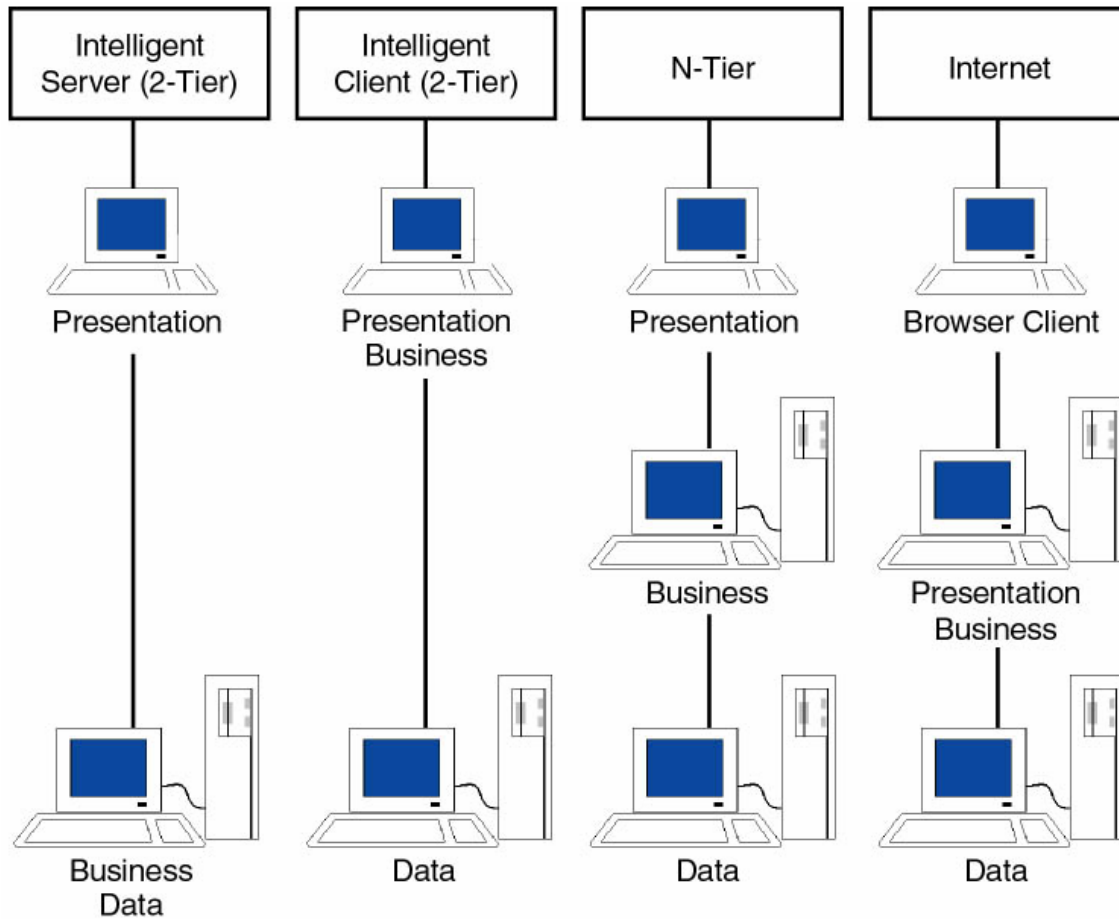 Intelligent
Server (2-Tier)
Intelligent
Client (2-Tier)
N-Tier
Internet
Presentation
Presentation
Business
Presentation
Browser Client
Business
Presentation
Business
Business
Data
Data
Data
Data